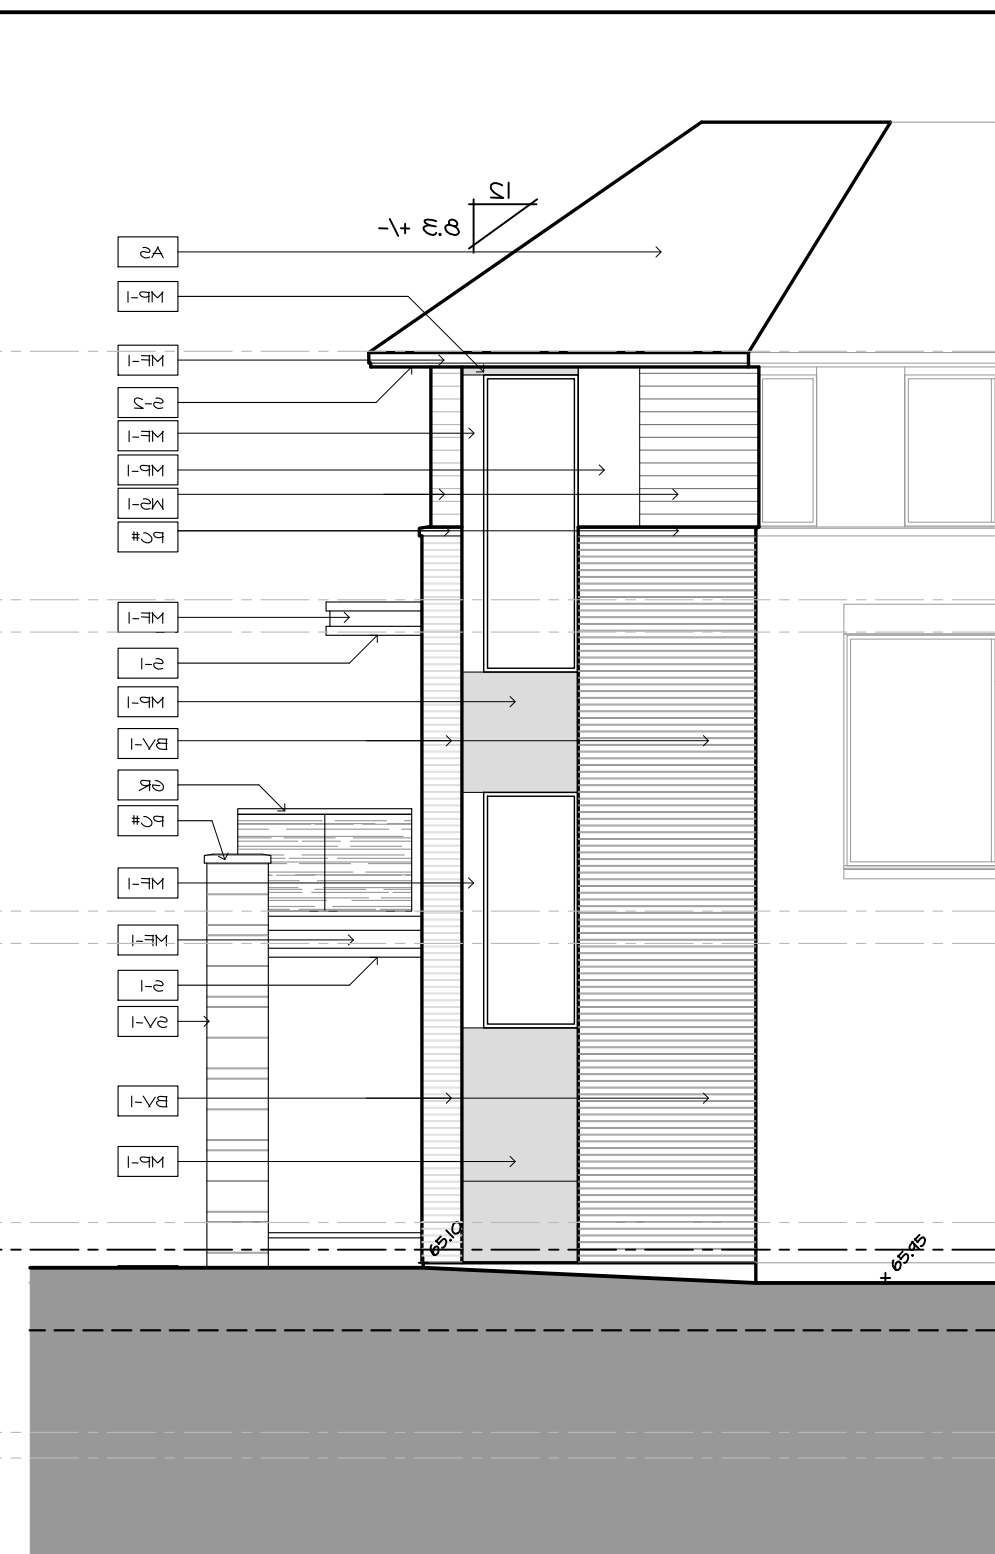 12
8.3 +/-
AS
MP-1
MF-1
S-2
MF-1
MP-1
WS-1
PC#
MF-1
S-1
MP-1
BV-1
GR
PC#
MF-1
MF-1
S-1
SV-1
BV-1
MP-1
65.10
+ 65.95